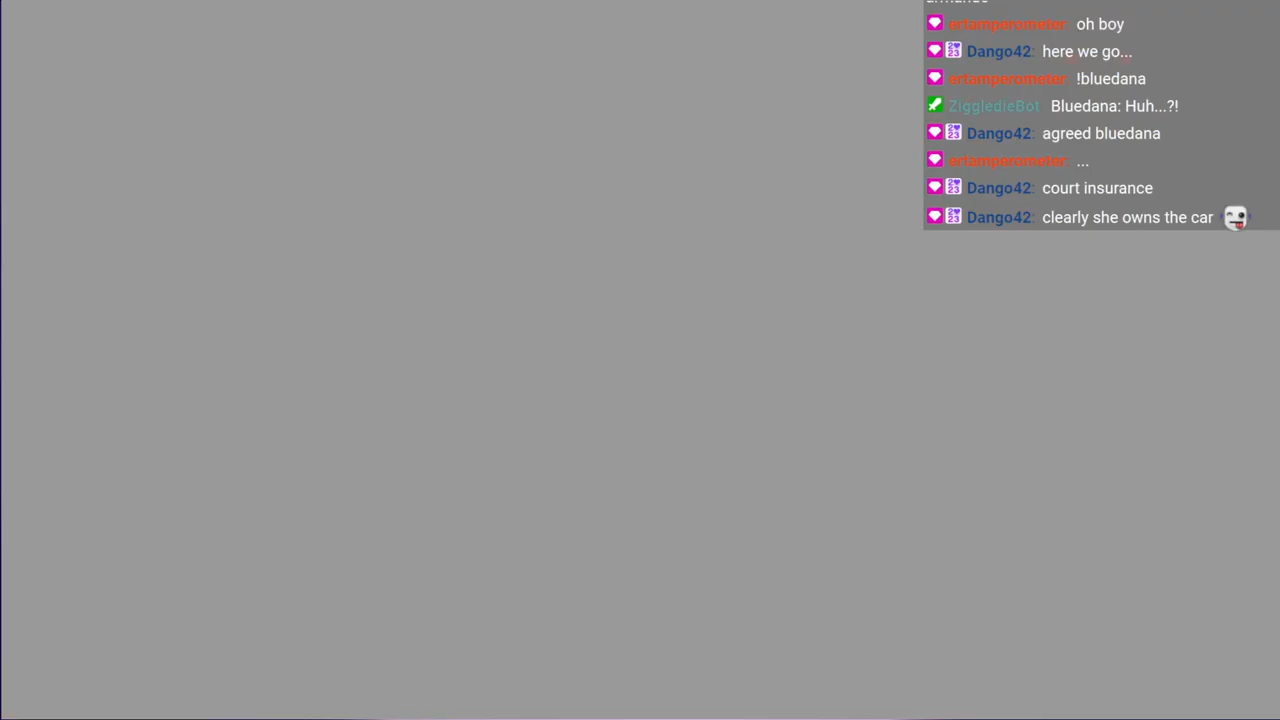 ertamperometer: oh boy
Dango42: here we go...
ertamperometer: !bluedana
ZiggledieBot Bluedana: Huh...?!
Dango42: agreed bluedana
ertamperometer: ...
Dango42: court insurance
Dango42: clearly she owns the car